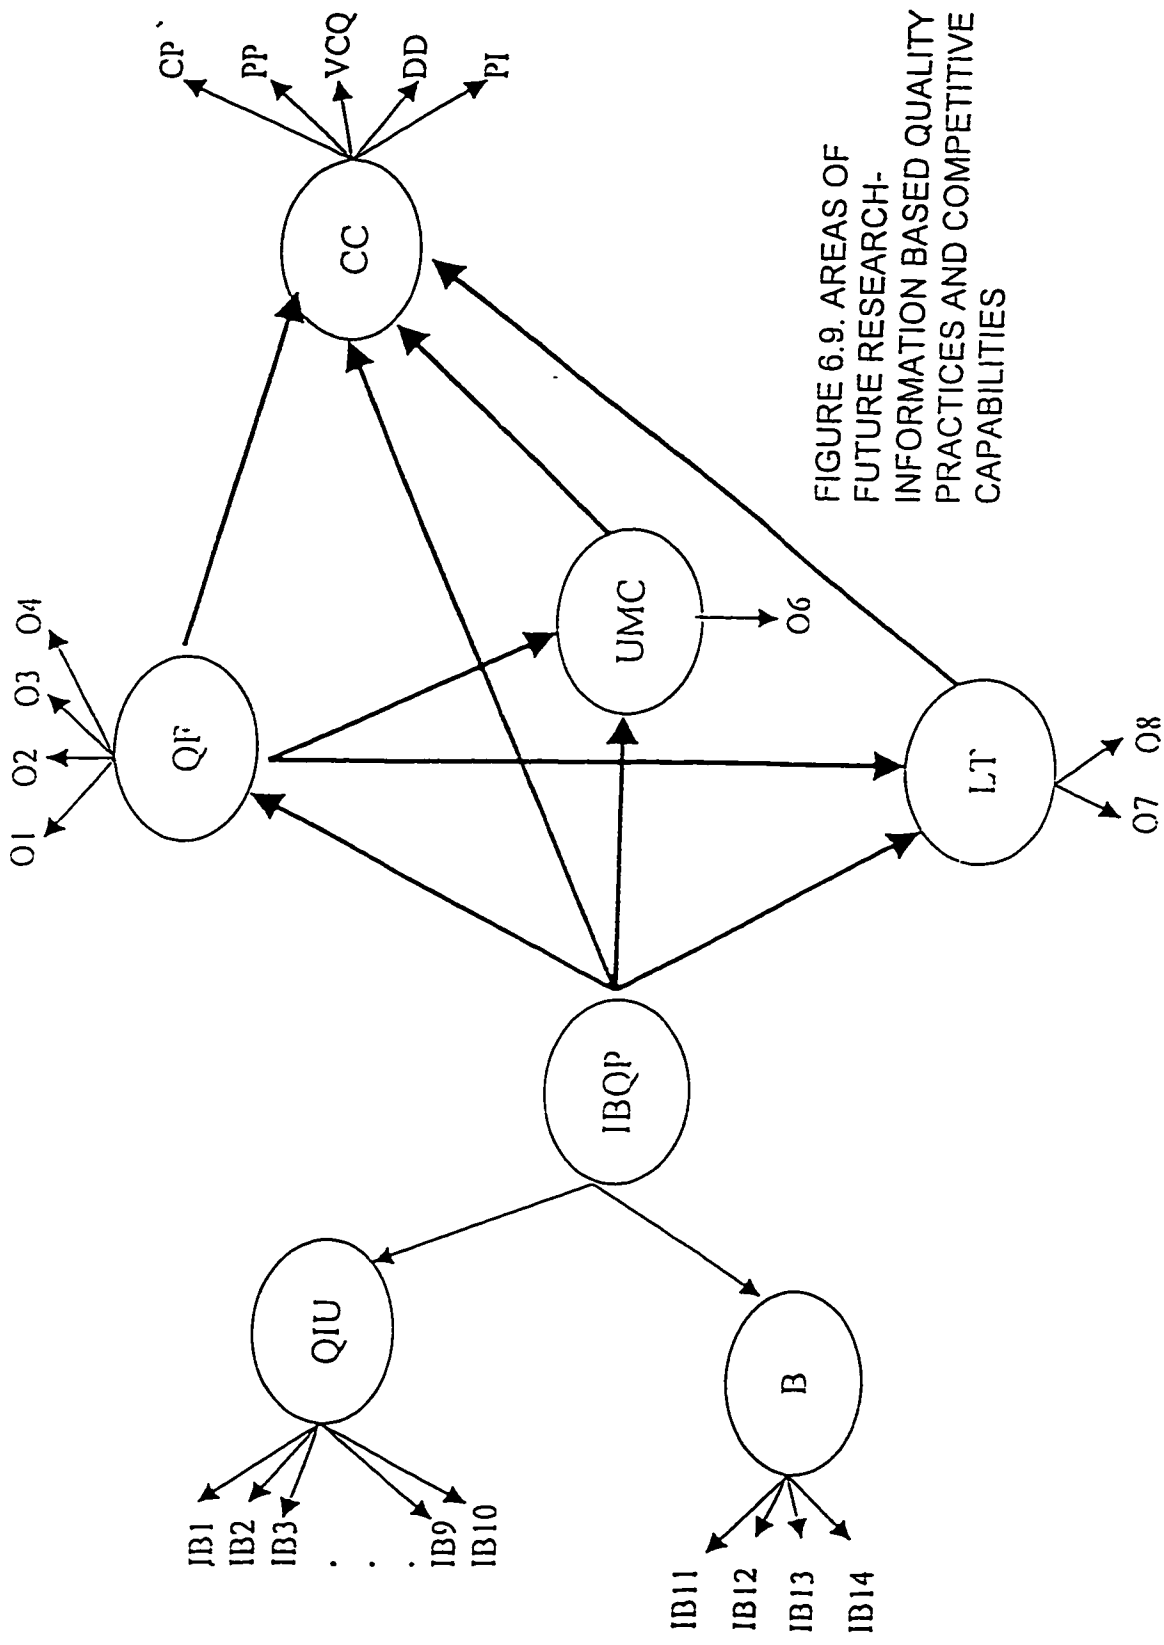 O1
O2
O3
O4
QF
CP
PP
VCQ
DD
PI
CC
QIU
IB1
IB2
IB3
.
.
.
IB9
IB10
IBQP
UMC
O6
B
IB11
IB12
IB13
IB14
LT
O7
O8
FIGURE 6.9. AREAS OF
FUTURE RESEARCH-
INFORMATION BASED QUALITY
PRACTICES AND COMPETITIVE
CAPABILITIES